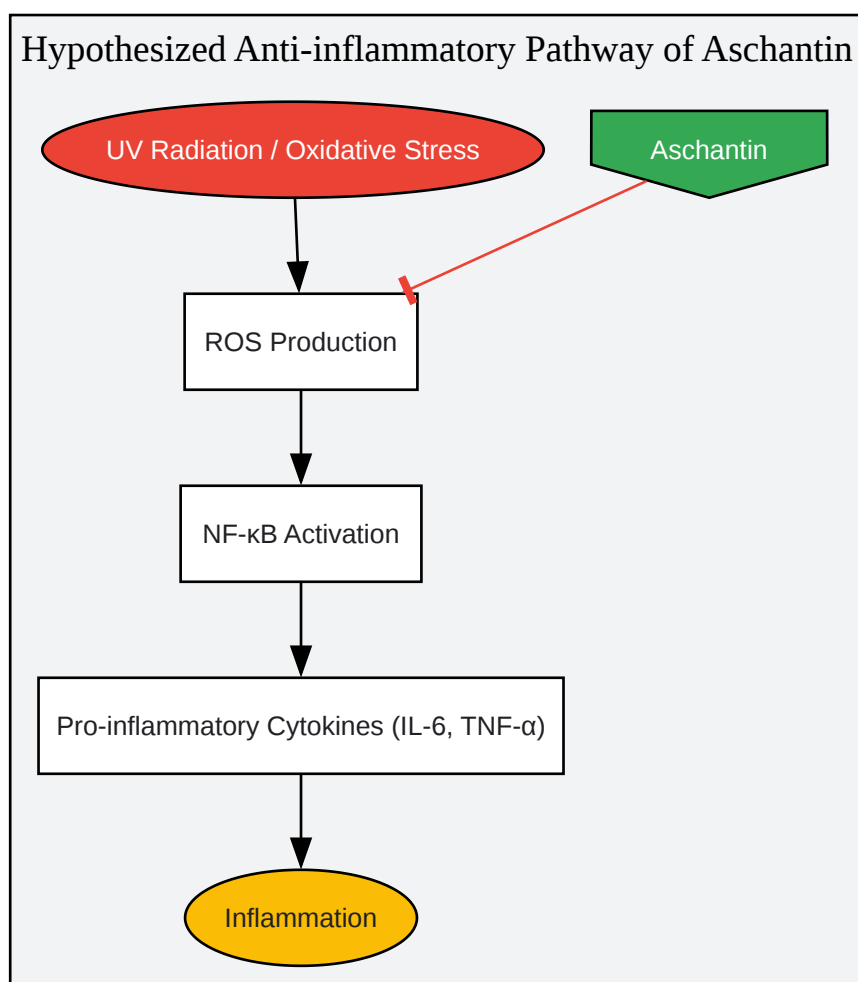 Hypothesized Anti-inflammatory Pathway of Aschantin
UV Radiation / Oxidative Stress
Aschantin
ROS Production
NF-κB Activation
Pro-inflammatory Cytokines (IL-6, TNF-α)
Inflammation